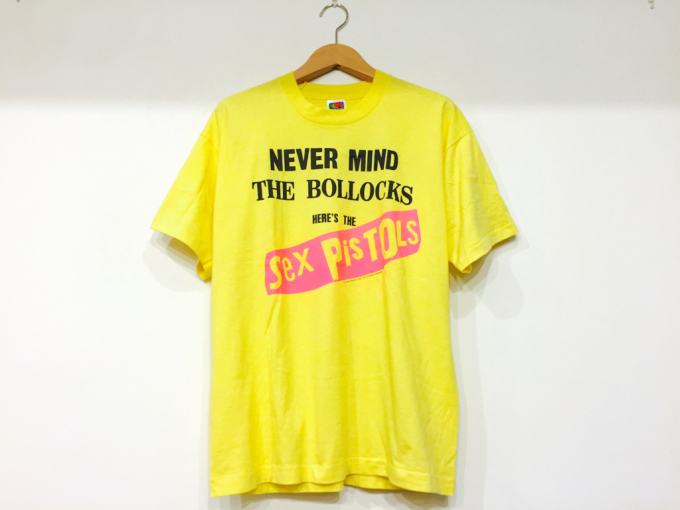 NEVER MIND
THE BOLLOCKS
HERE'S THE
Sex PiSTOLS